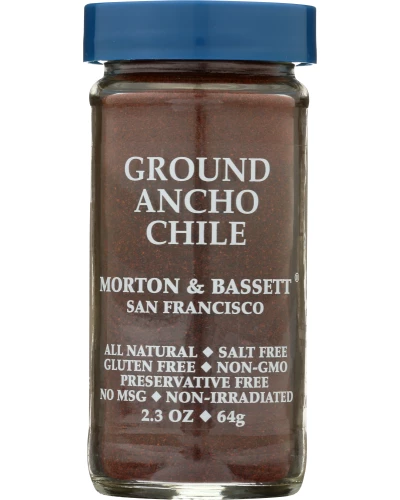 GROUND
ANCHO
CHILE
MORTON & BASSETT®
SAN FRANCISCO
ALL NATURAL ◆ SALT FREE
GLUTEN FREE ◆ NON-GMO
PRESERVATIVE FREE
NO MSG ◆ NON-IRRADIATED
2.3 OZ ◆ 64g